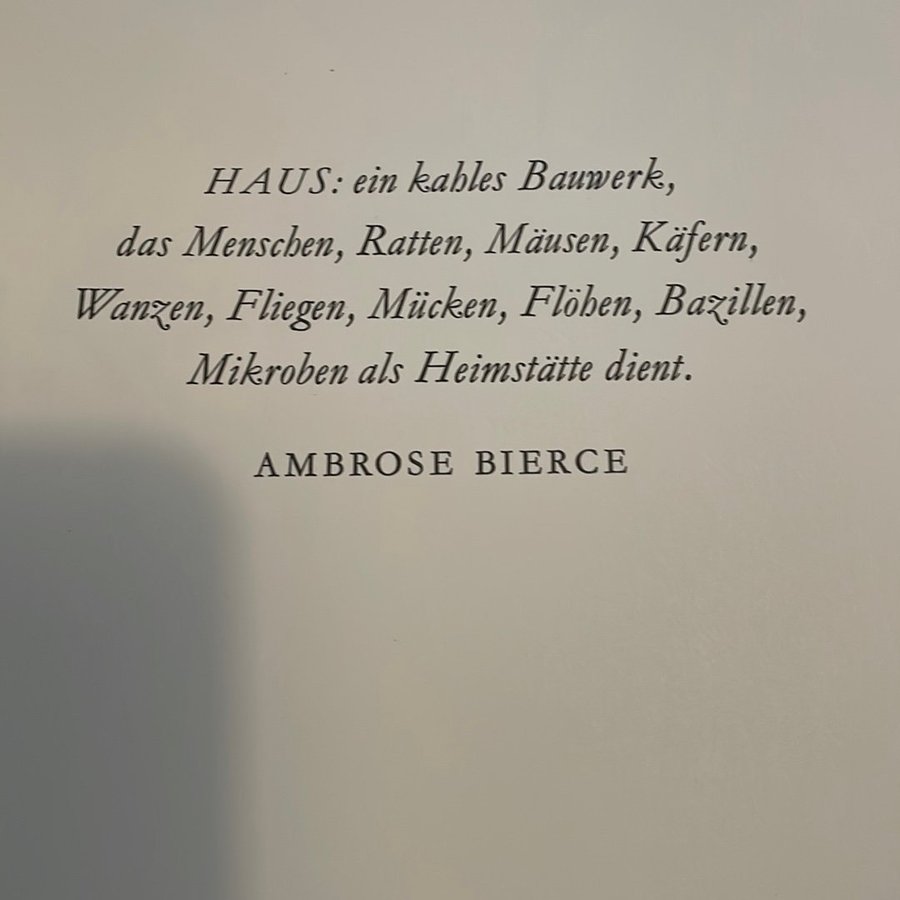 HAUS: ein kahles Bauwerk,
das Menschen, Ratten, Mäusen, Käfern,
Wanzen, Fliegen, Mücken, Flöhen, Bazillen,
Mikroben als Heimstätte dient.
AMBROSE BIERCE